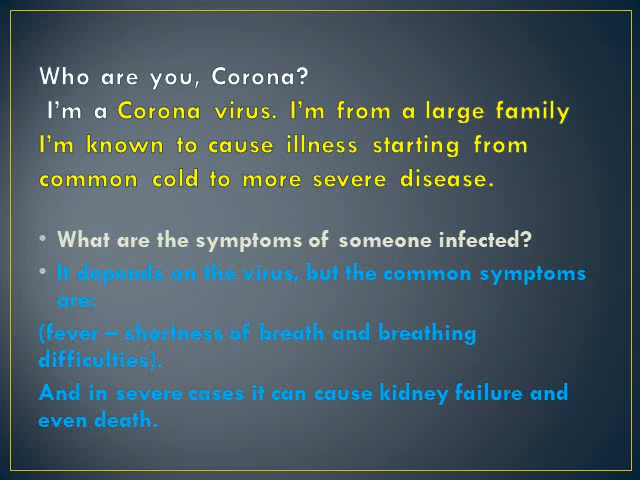 Who are you, Corona?
I'm a Corona virus. I'm from a large family
I'm known to cause illness starting from
common cold to more severe disease.
• What are the symptoms of someone infected?
• It depends on the virus, but the common symptoms
are:
(fever – shortness of breath and breathing
difficulties).
And in severe cases it can cause kidney failure and
even death.